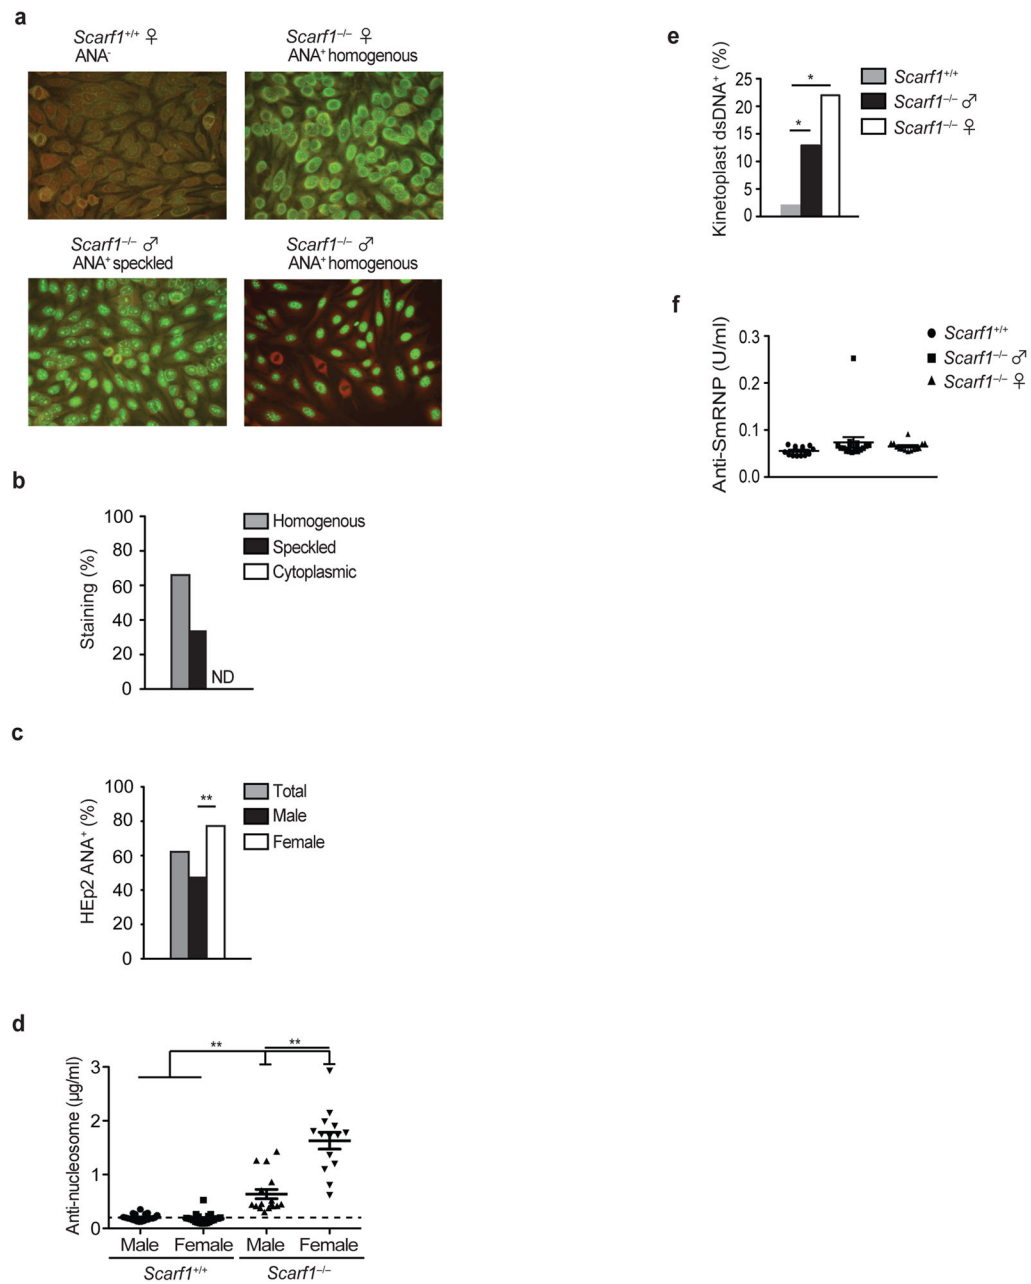 a
Scarf1+/+ ♀
ANA-
Scarf1–/– ♀
ANA+ homogenous
Scarf1–/– ♂
ANA+ speckled
Scarf1–/– ♂
ANA+ homogenous
b
Staining (%)
100
80
60
40
20
0
ND
Homogenous
Speckled
Cytoplasmic
c
HEp2 ANA+ (%)
100
80
60
40
20
0
**
Total
Male
Female
d
Anti-nucleosome (µg/ml)
3
2
1
0
**
**
Male
Female
Male
Female
Scarf1+/+
Scarf1–/–
e
Kinetoplast dsDNA+ (%)
25
20
15
10
5
0
*
*
Scarf1+/+
Scarf1–/– ♂
Scarf1–/– ♀
f
Anti-SmRNP (U/ml)
0.3
0.2
0.1
0.0
Scarf1+/+
Scarf1–/– ♂
Scarf1–/– ♀